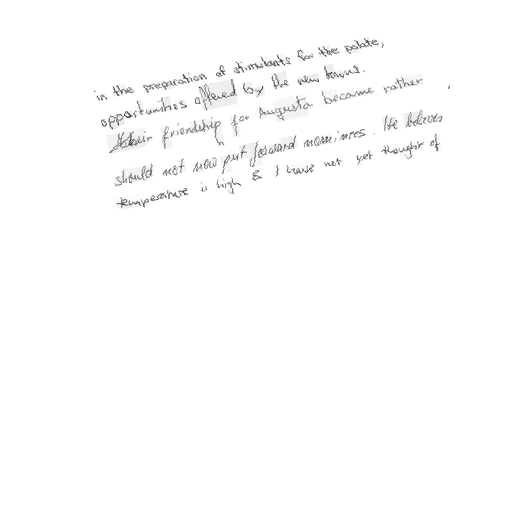 in the preparation of stimulants for the palate,
opportunities offered by the new towns.
Their friendship for Augusta became rather
should not now put forward nominees. He believes
temperature is high & I have not yet thought of